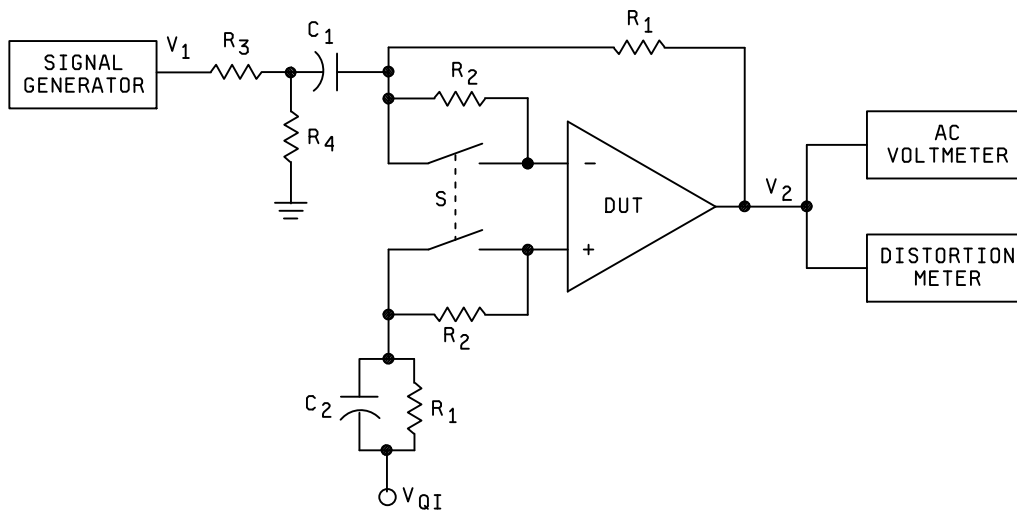 SIGNAL
GENERATOR
V1
R3
C1
R4
R1
R2
S
−
+
DUT
V2
AC
VOLTMETER
DISTORTION
METER
R2
C2
R1
VQI